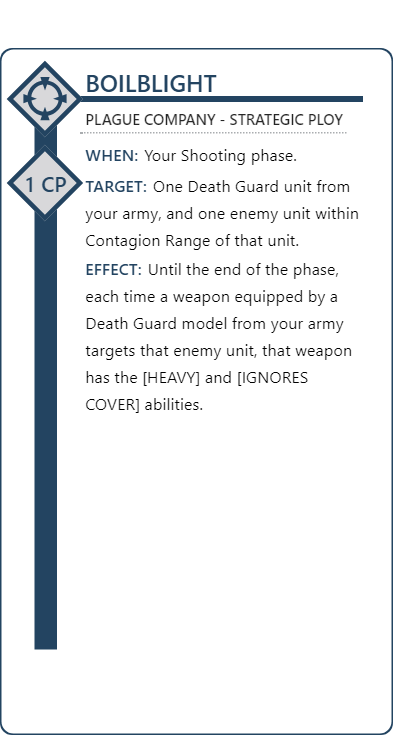 BOILBLIGHT
PLAGUE COMPANY - STRATEGIC PLOY
1 CP
WHEN: Your Shooting phase.
TARGET: One Death Guard unit from
your army, and one enemy unit within
Contagion Range of that unit.
EFFECT: Until the end of the phase,
each time a weapon equipped by a
Death Guard model from your army
targets that enemy unit, that weapon
has the [HEAVY] and [IGNORES
COVER] abilities.